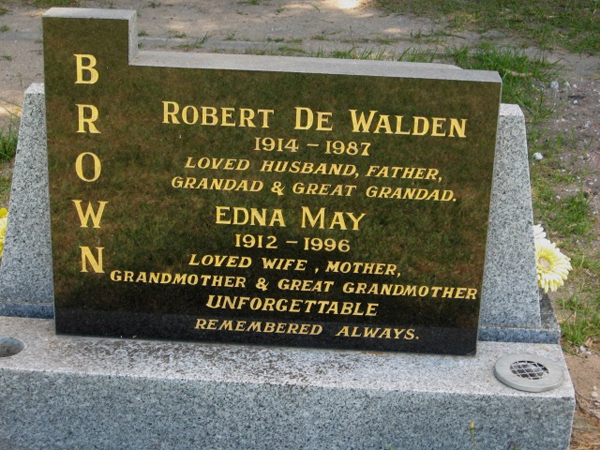 BROWN
ROBERT DE WALDEN
1914 - 1987
LOVED HUSBAND, FATHER,
GRANDAD & GREAT GRANDAD.
EDNA MAY
1912 - 1996
LOVED WIFE, MOTHER,
GRANDMOTHER & GREAT GRANDMOTHER
UNFORGETTABLE
REMEMBERED ALWAYS.